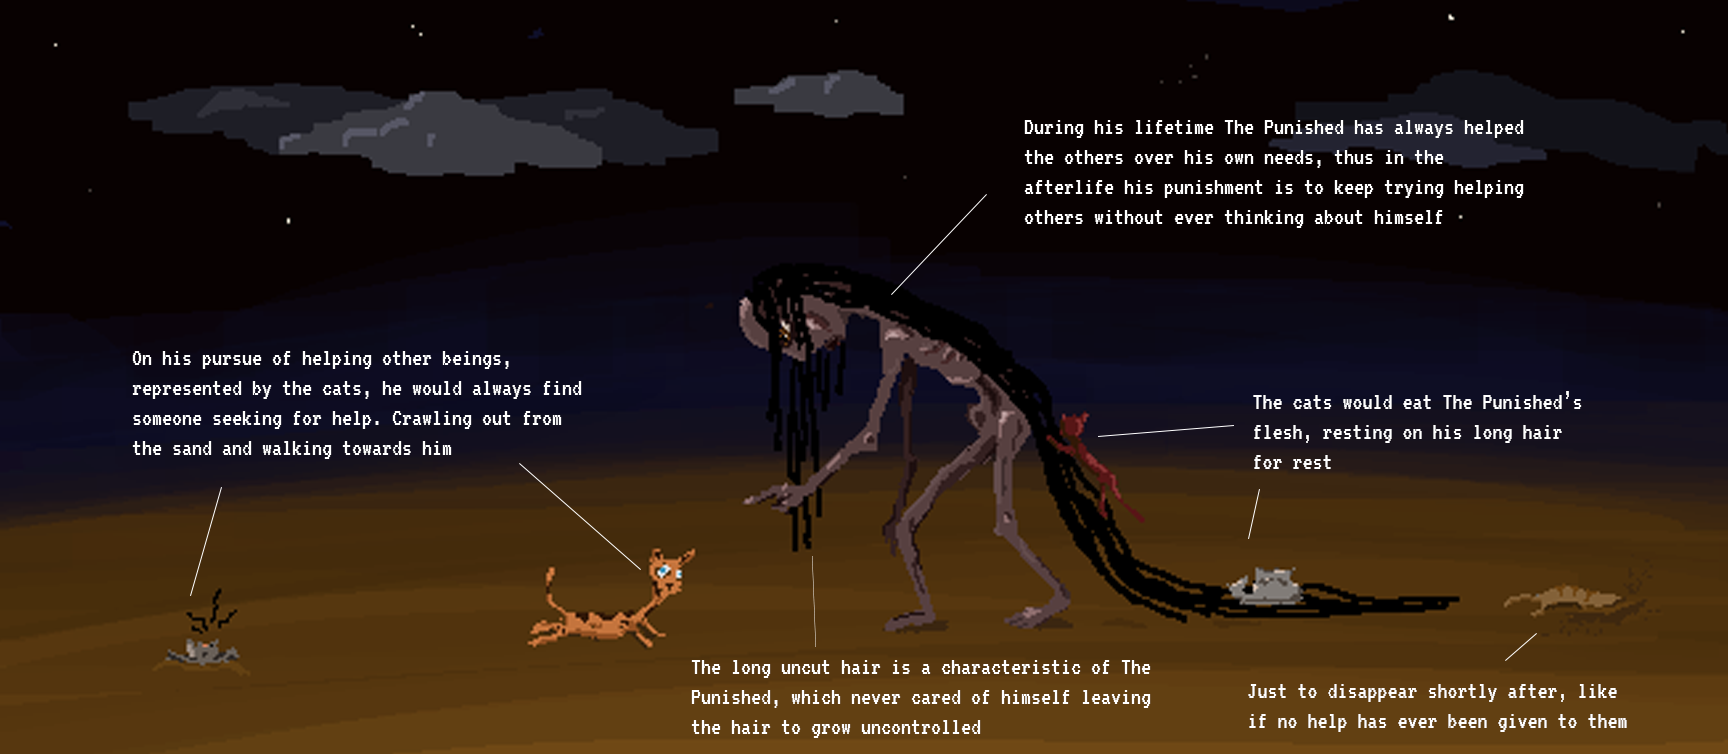 During his lifetime The Punished has always helped
the others over his own needs, thus in the
afterlife his punishment is to keep trying helping
others without ever thinking about himself
On his pursue of helping other beings,
represented by the cats, he would always find
someone seeking for help. Crawling out from
the sand and walking towards him
The cats would eat The Punished's
flesh, resting on his long hair
for rest
The long uncut hair is a characteristic of The
Punished, which never cared of himself leaving
the hair to grow uncontrolled
Just to disappear shortly after, like
if no help has ever been given to them